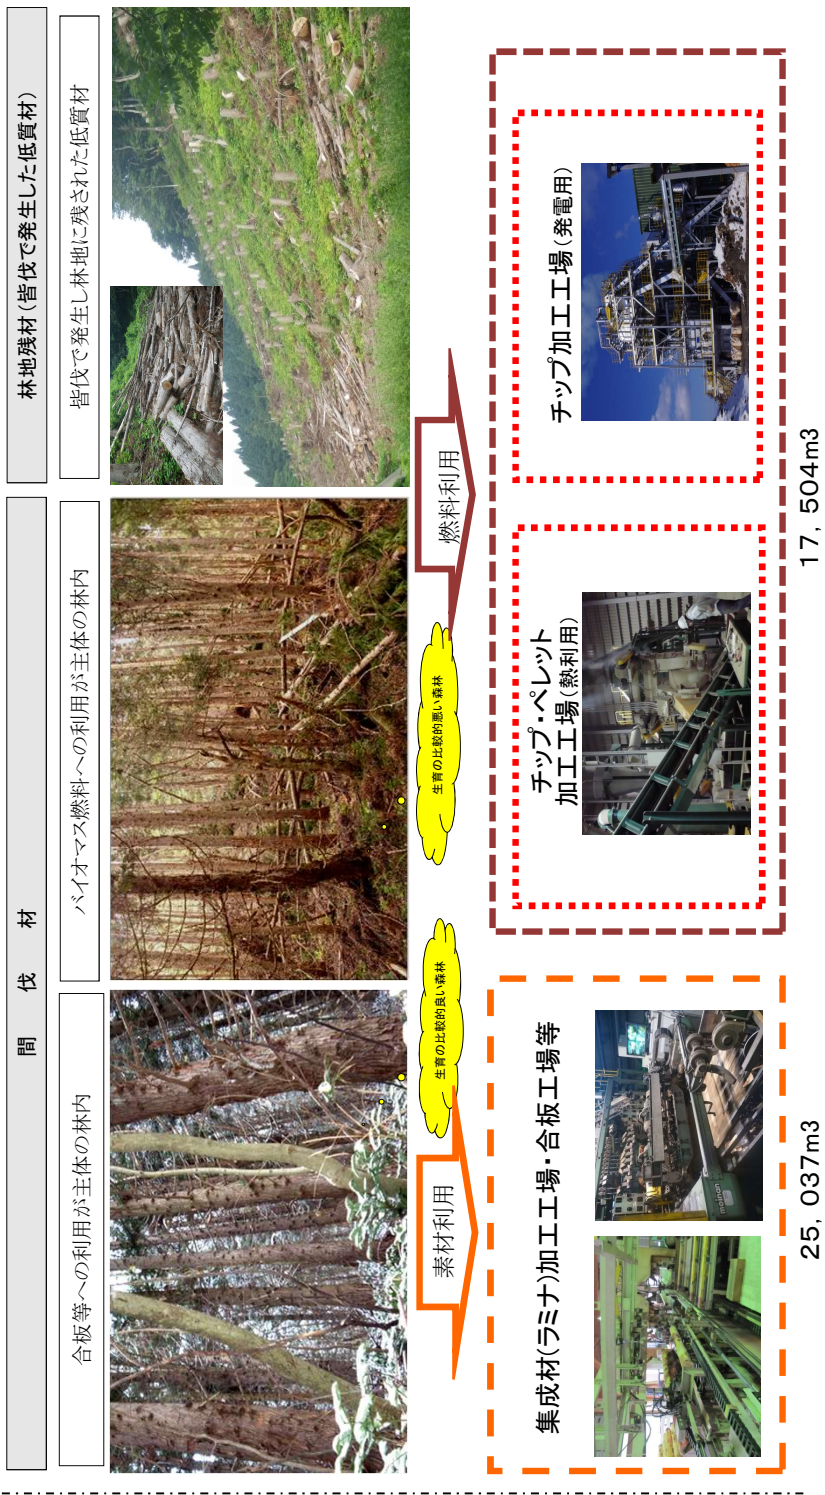 間　伐　材
林地残材（皆伐で発生した低質材）
合板等への利用が主体の林内
バイオマス燃料への利用が主体の林内
皆伐で発生し林地に残された低質材
生育の比較的良い森林
生育の比較的悪い森林
素材利用
燃料利用
集成材（ラミナ）加工工場・合板工場等
チップ・ペレット
加工工場（熱利用）
チップ加工工場（発電用）
meinan
25，037m3
17，504m3